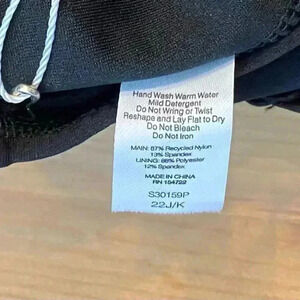 Hand Wash Warm Water
Mild Detergent
Do Not Wring or Twist
Reshape and Lay Flat to Dry
Do Not Bleach
Do Not Iron
MAIN: 87% Recycled Nylon
13% Spandex
LINING: 88% Polyester
12% Spandex
MADE IN CHINA
RN 154722
S30159P
22J/K